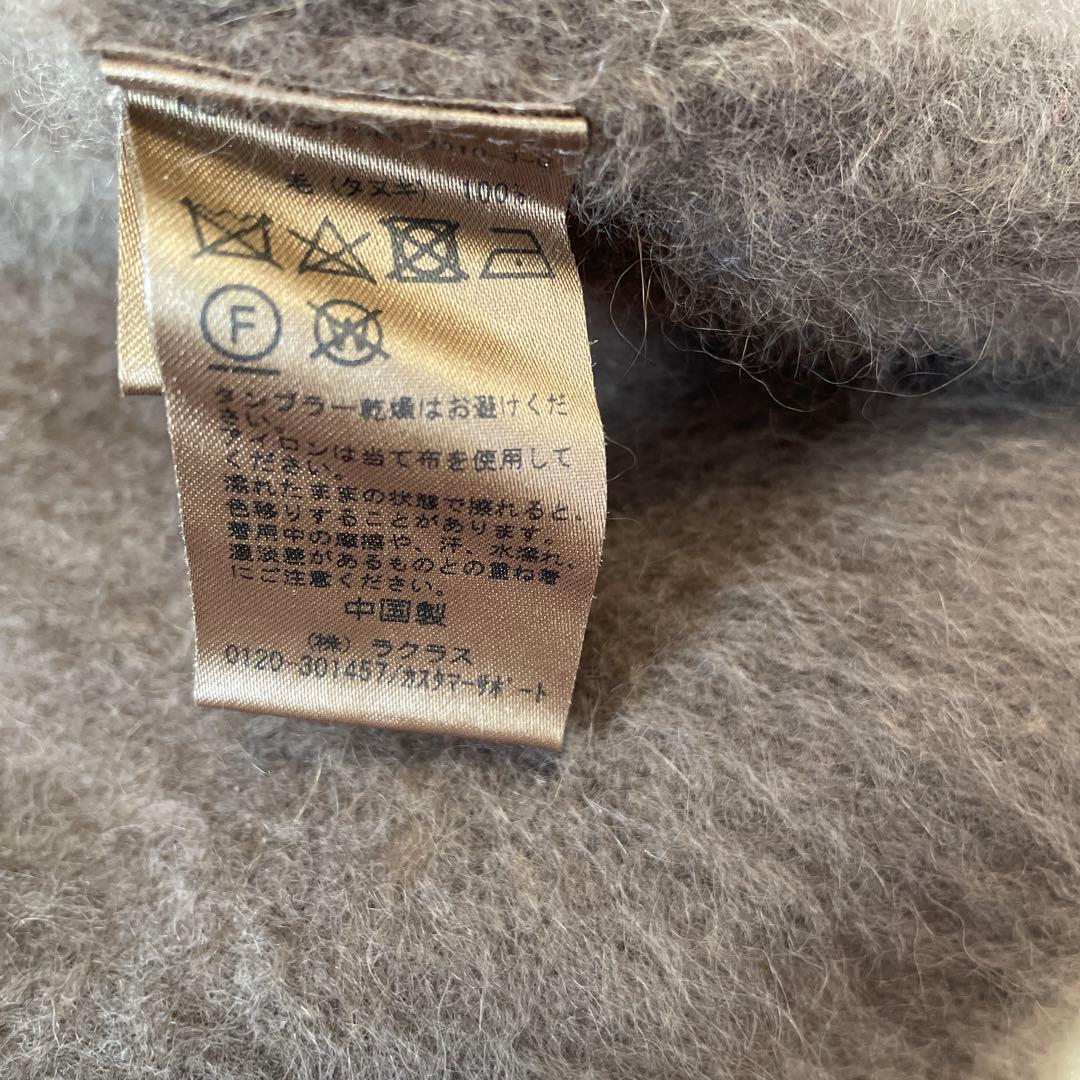 毛（タヌキ） 100%
F
W
タンブラー乾燥はお避けくだ
さい。
アイロンは当て布を使用して
ください。
濡れたままの状態で擦れると、
色移りすることがあります。
着用中の摩擦や、汗、水濡れ、
濃淡差があるものとの重ね着
にご注意ください。
中国製
（株）ラクラス
0120-301457/カスタマーサポート